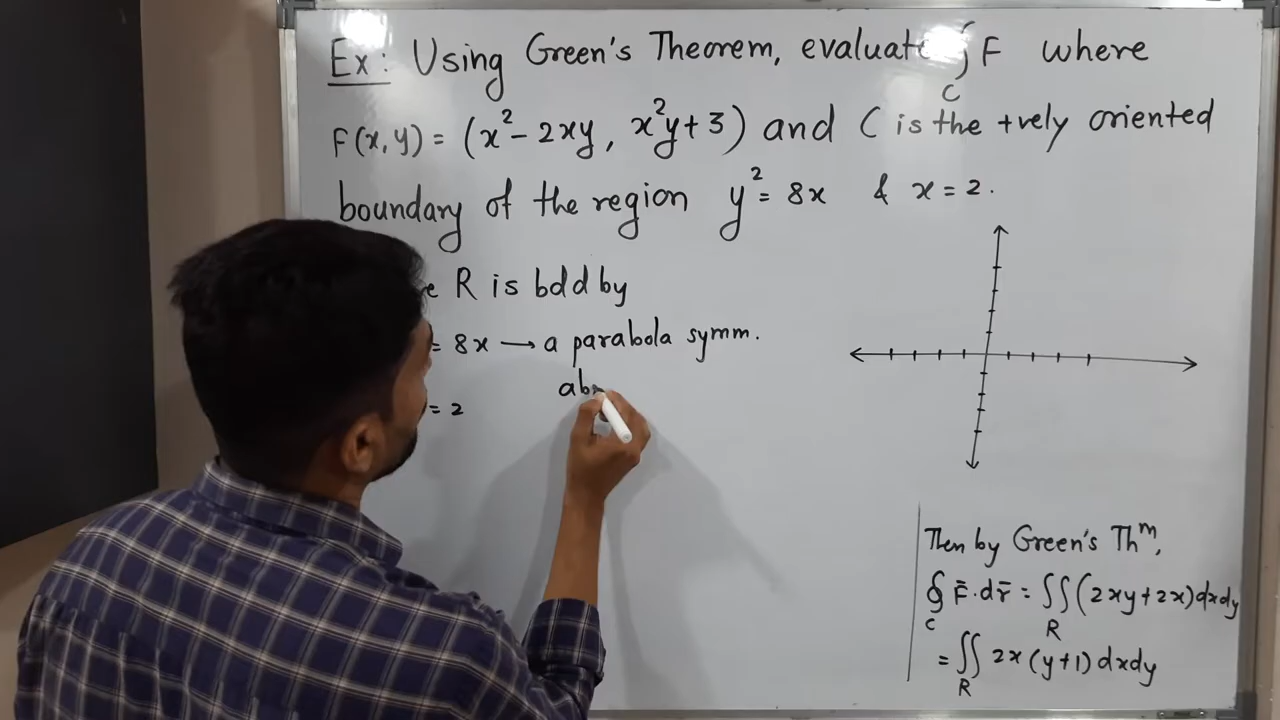 Ex: Using Green's Theorem, evaluate ∫ F where
C
F(x, y) = (x² - 2xy, x²y + 3) and C is the +vely oriented
boundary of the region y² = 8x & x = 2.
R is bdd by
= 8x → a parabola symm.
= 2
Then by Green's Thᵐ,
∮ F̄·dr̄ = ∬ (2xy + 2x) dxdy
C R
= ∬ 2x (y+1) dxdy
R